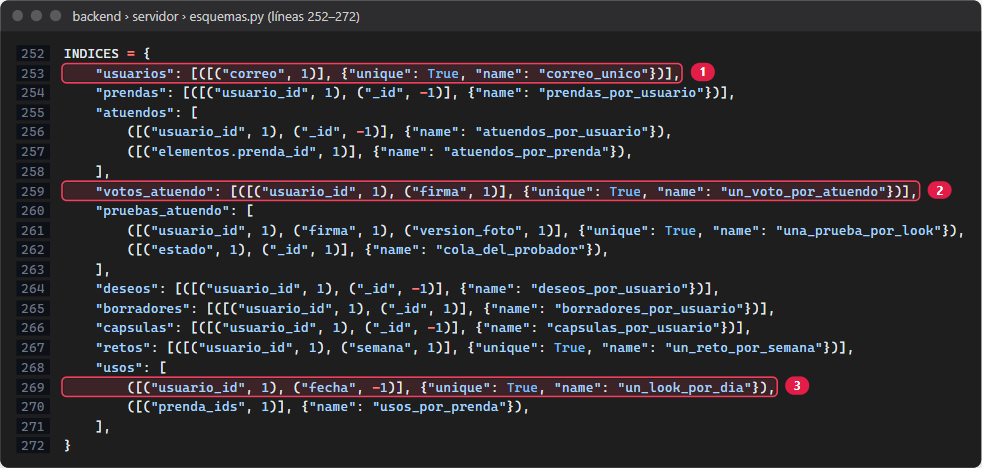 backend › servidor › esquemas.py (líneas 252–272)
252 INDICES = {
253     "usuarios": [([("correo", 1)], {"unique": True, "name": "correo_unico"})], 1
254     "prendas": [([("usuario_id", 1), ("_id", -1)], {"name": "prendas_por_usuario"})],
255     "atuendos": [
256         ([("usuario_id", 1), ("_id", -1)], {"name": "atuendos_por_usuario"}),
257         ([("elementos.prenda_id", 1)], {"name": "atuendos_por_prenda"}),
258     ],
259     "votos_atuendo": [([("usuario_id", 1), ("firma", 1)], {"unique": True, "name": "un_voto_por_atuendo"})], 2
260     "pruebas_atuendo": [
261         ([("usuario_id", 1), ("firma", 1), ("version_foto", 1)], {"unique": True, "name": "una_prueba_por_look"}),
262         ([("estado", 1), ("_id", 1)], {"name": "cola_del_probador"}),
263     ],
264     "deseos": [([("usuario_id", 1), ("_id", -1)], {"name": "deseos_por_usuario"})],
265     "borradores": [([("usuario_id", 1), ("_id", 1)], {"name": "borradores_por_usuario"})],
266     "capsulas": [([("usuario_id", 1), ("_id", -1)], {"name": "capsulas_por_usuario"})],
267     "retos": [([("usuario_id", 1), ("semana", 1)], {"unique": True, "name": "un_reto_por_semana"})],
268     "usos": [
269         ([("usuario_id", 1), ("fecha", -1)], {"unique": True, "name": "un_look_por_dia"}), 3
270         ([("prenda_ids", 1)], {"name": "usos_por_prenda"}),
271     ],
272 }